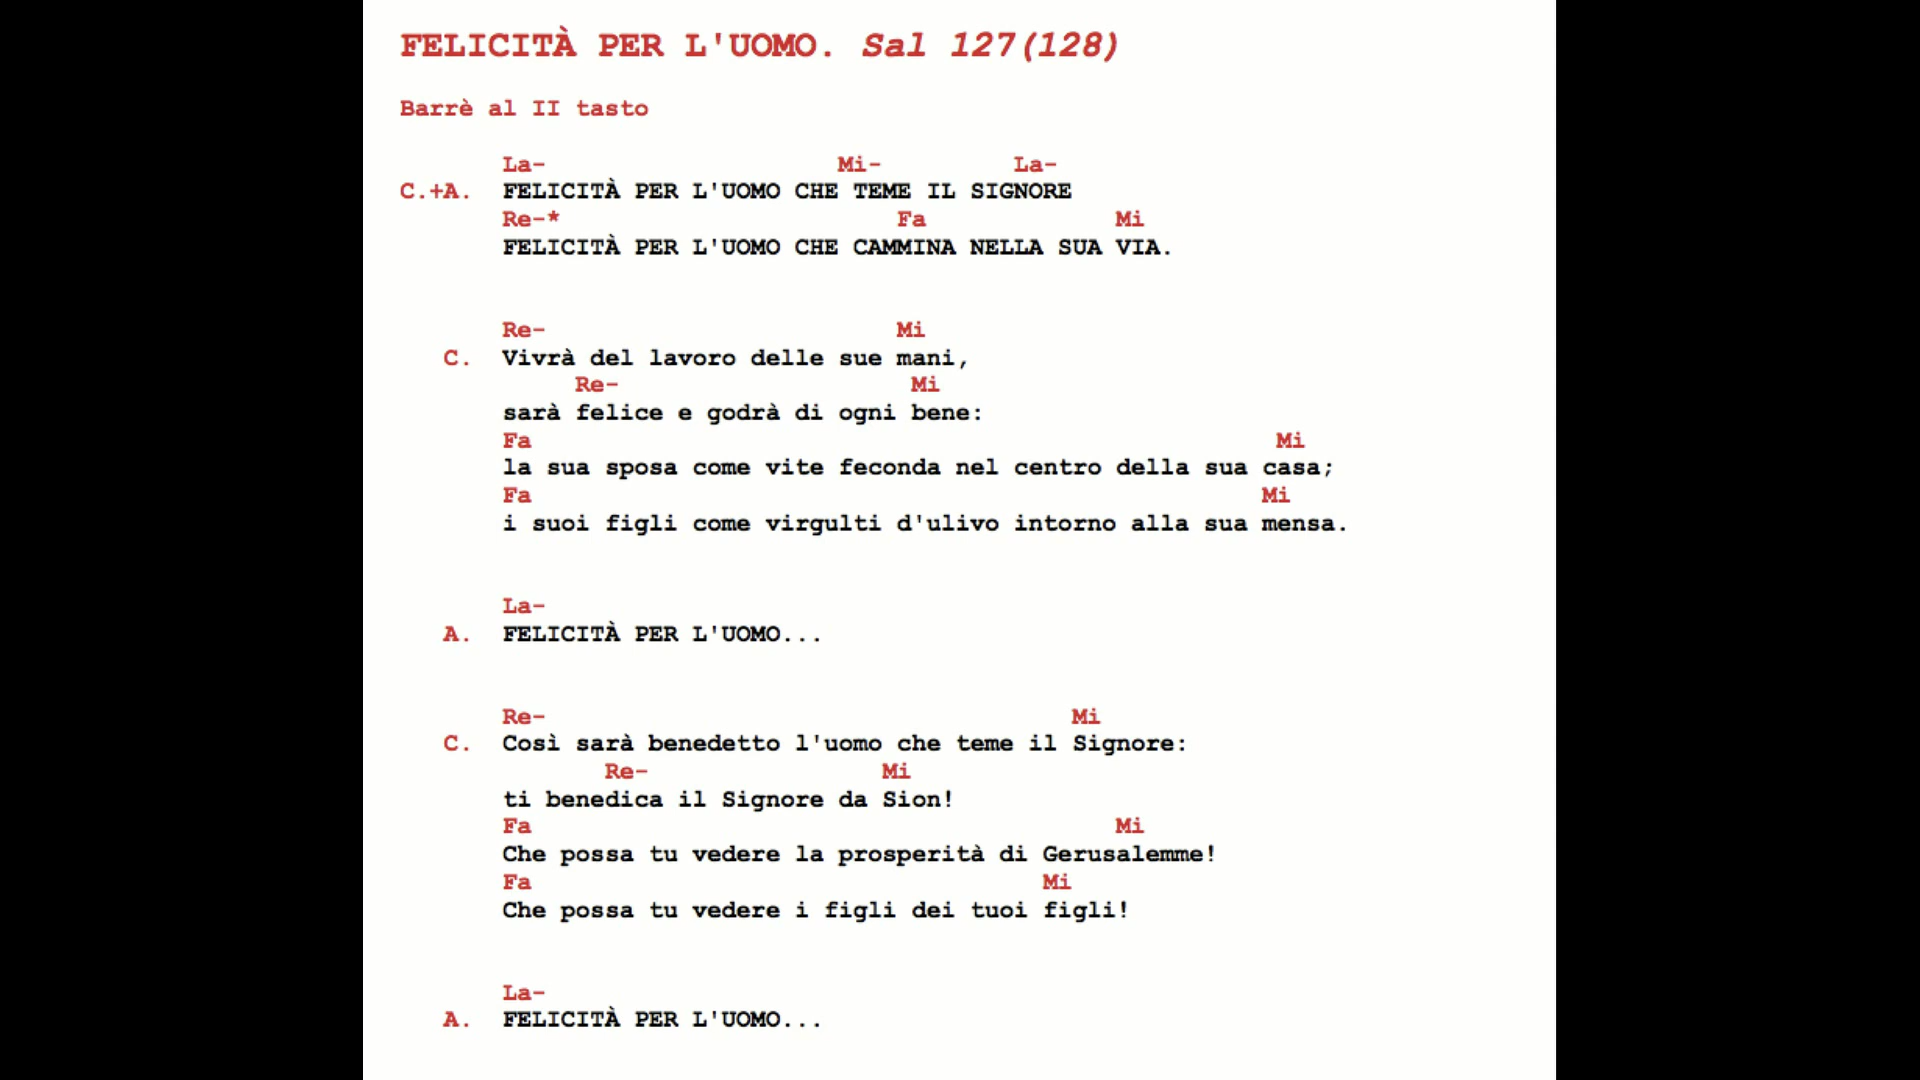 FELICITÀ PER L'UOMO. Sal 127(128)
Barrè al II tasto
La- Mi- La-
C.+A. FELICITÀ PER L'UOMO CHE TEME IL SIGNORE
Re-* Fa Mi
FELICITÀ PER L'UOMO CHE CAMMINA NELLA SUA VIA.
Re- Mi
C. Vivrà del lavoro delle sue mani,
Re- Mi
sarà felice e godrà di ogni bene:
Fa Mi
la sua sposa come vite feconda nel centro della sua casa;
Fa Mi
i suoi figli come virgulti d'ulivo intorno alla sua mensa.
La-
A. FELICITÀ PER L'UOMO...
Re- Mi
C. Così sarà benedetto l'uomo che teme il Signore:
Re- Mi
ti benedica il Signore da Sion!
Fa Mi
Che possa tu vedere la prosperità di Gerusalemme!
Fa Mi
Che possa tu vedere i figli dei tuoi figli!
La-
A. FELICITÀ PER L'UOMO...